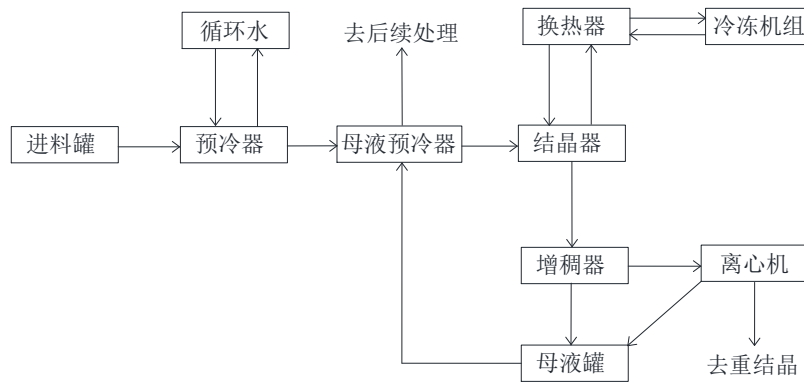 循环水
去后续处理
换热器
冷冻机组
进料罐
预冷器
母液预冷器
结晶器
增稠器
离心机
母液罐
去重结晶